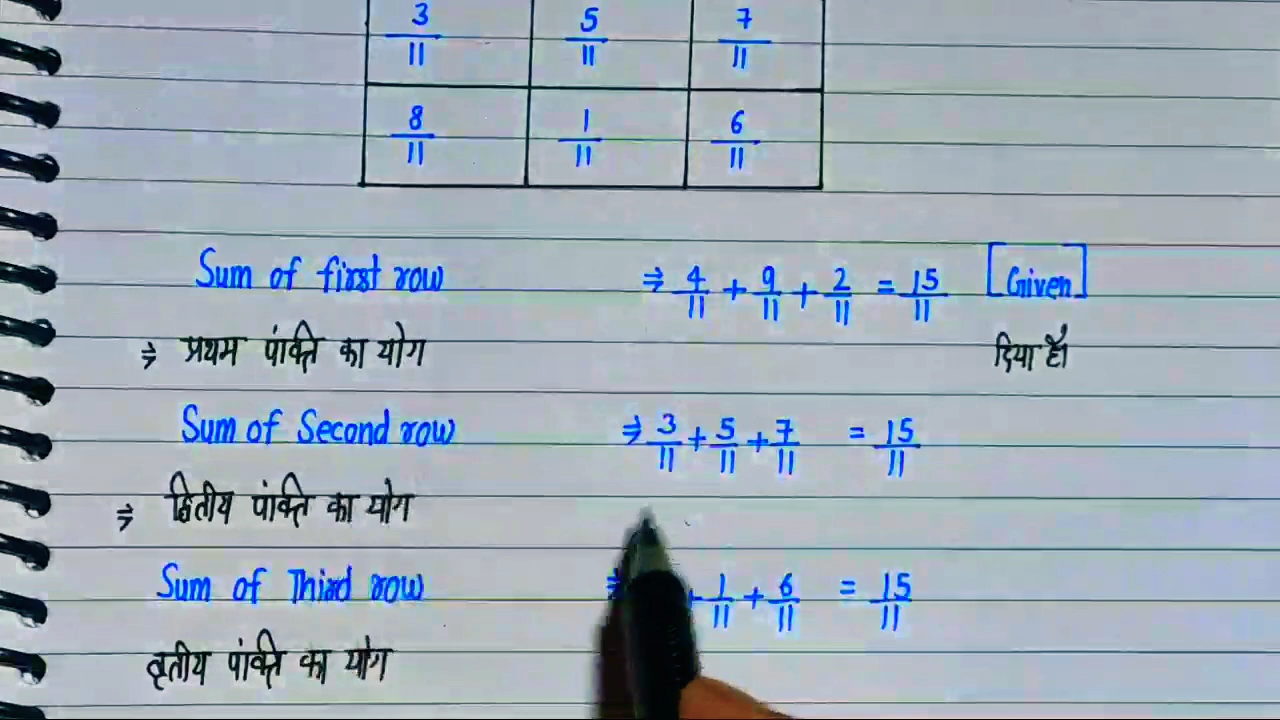 3/11 5/11 7/11
8/11 1/11 6/11
Sum of first row ⇒ 4/11 + 9/11 + 2/11 = 15/11 [Given]
⇒ प्रथम पंक्ति का योग दिया है।
Sum of Second row ⇒ 3/11 + 5/11 + 7/11 = 15/11
⇒ द्वितीय पंक्ति का योग
Sum of Third row ⇒ + 1/11 + 6/11 = 15/11
तृतीय पंक्ति का योग